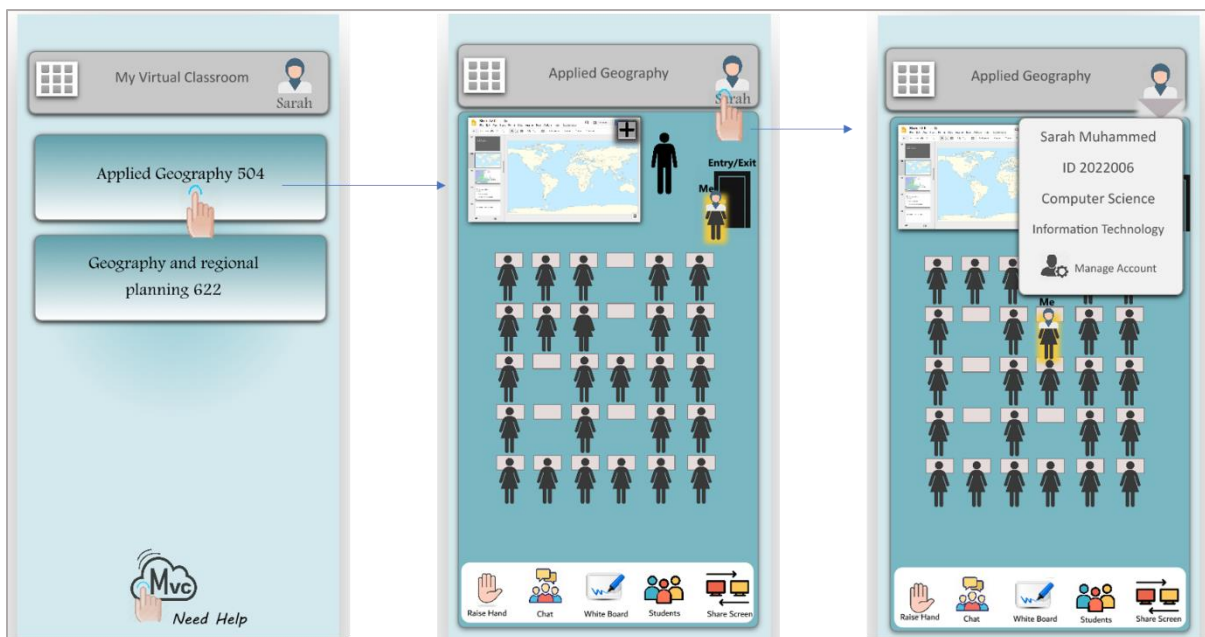 My Virtual Classroom
Sarah
Applied Geography 504
Geography and regional
planning 622
Mvc
Need Help
Applied Geography
Sarah
Entry/Exit
Me
Raise Hand
Chat
White Board
Students
Share Screen
Applied Geography
Sarah Muhammed
ID 2022006
Computer Science
Information Technology
Manage Account
Me
Raise Hand
Chat
White Board
Students
Share Screen